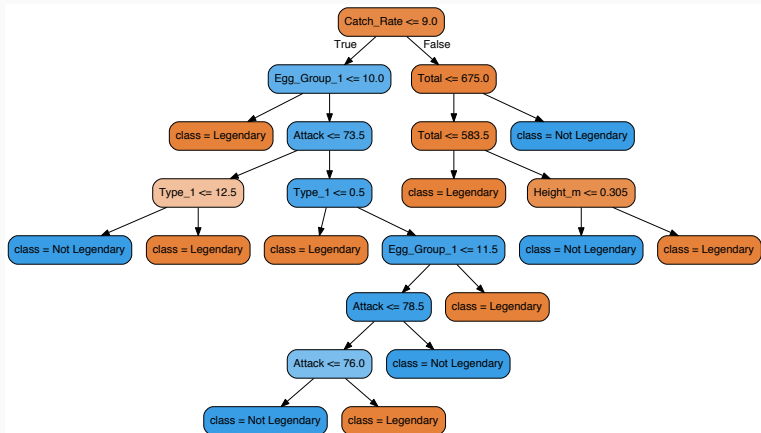 Catch_Rate <= 9.0
True
False
Egg_Group_1 <= 10.0
Total <= 675.0
class = Legendary
Attack <= 73.5
Total <= 583.5
class = Not Legendary
Type_1 <= 12.5
Type_1 <= 0.5
class = Legendary
Height_m <= 0.305
class = Not Legendary
class = Legendary
class = Legendary
Egg_Group_1 <= 11.5
class = Not Legendary
class = Legendary
Attack <= 78.5
class = Legendary
Attack <= 76.0
class = Not Legendary
class = Not Legendary
class = Legendary